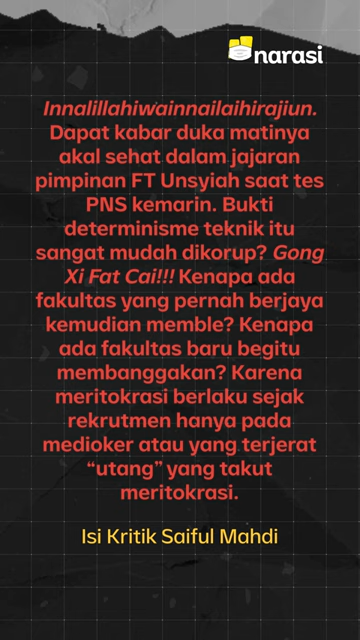 narasi
Innalillahiwainnailaihirajiun.
Dapat kabar duka matinya
akal sehat dalam jajaran
pimpinan FT Unsyiah saat tes
PNS kemarin. Bukti
determinisme teknik itu
sangat mudah dikorup? Gong
Xi Fat Cai!!! Kenapa ada
fakultas yang pernah berjaya
kemudian memble? Kenapa
ada fakultas baru begitu
membanggakan? Karena
meritokrasi berlaku sejak
rekrutmen hanya pada
medioker atau yang terjerat
“utang” yang takut
meritokrasi.
Isi Kritik Saiful Mahdi